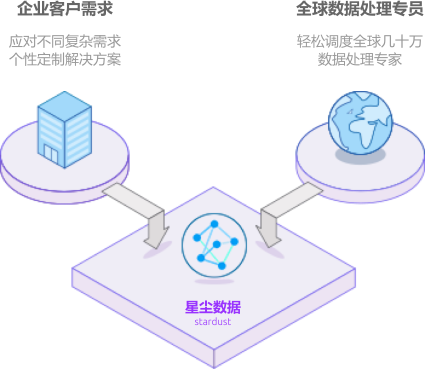 企业客户需求
应对不同复杂需求
个性定制解决方案
全球数据处理专员
轻松调度全球几十万
数据处理专家
星尘数据
stardust